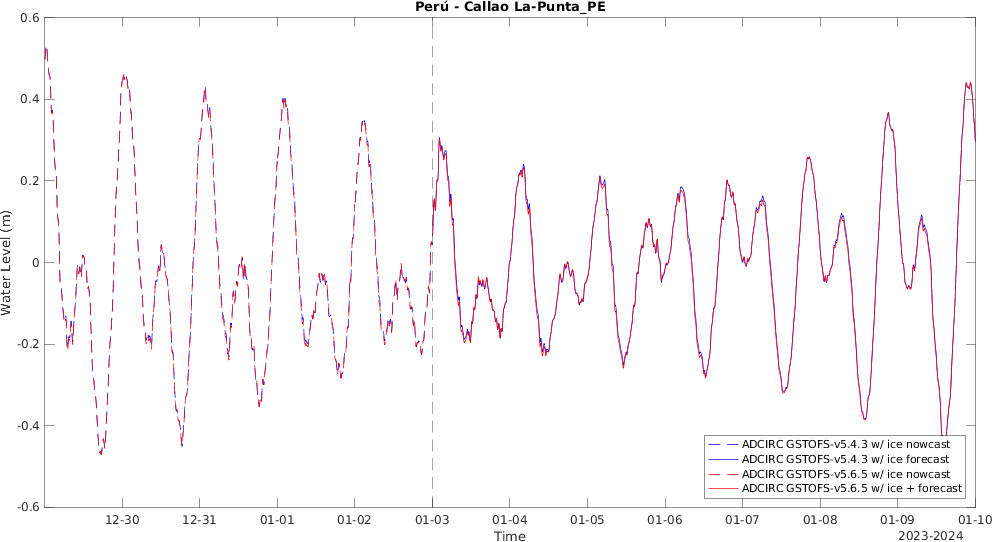 Perú - Callao La-Punta_PE
0.6
0.4
0.2
0
-0.2
-0.4
-0.6
Water Level (m)
ADCIRC GSTOFS-v5.4.3 w/ ice nowcast
ADCIRC GSTOFS-v5.4.3 w/ ice forecast
ADCIRC GSTOFS-v5.6.5 w/ ice nowcast
ADCIRC GSTOFS-v5.6.5 w/ ice + forecast
12-30 12-31 01-01 01-02 01-03 01-04 01-05 01-06 01-07 01-08 01-09 01-10
Time
2023-2024